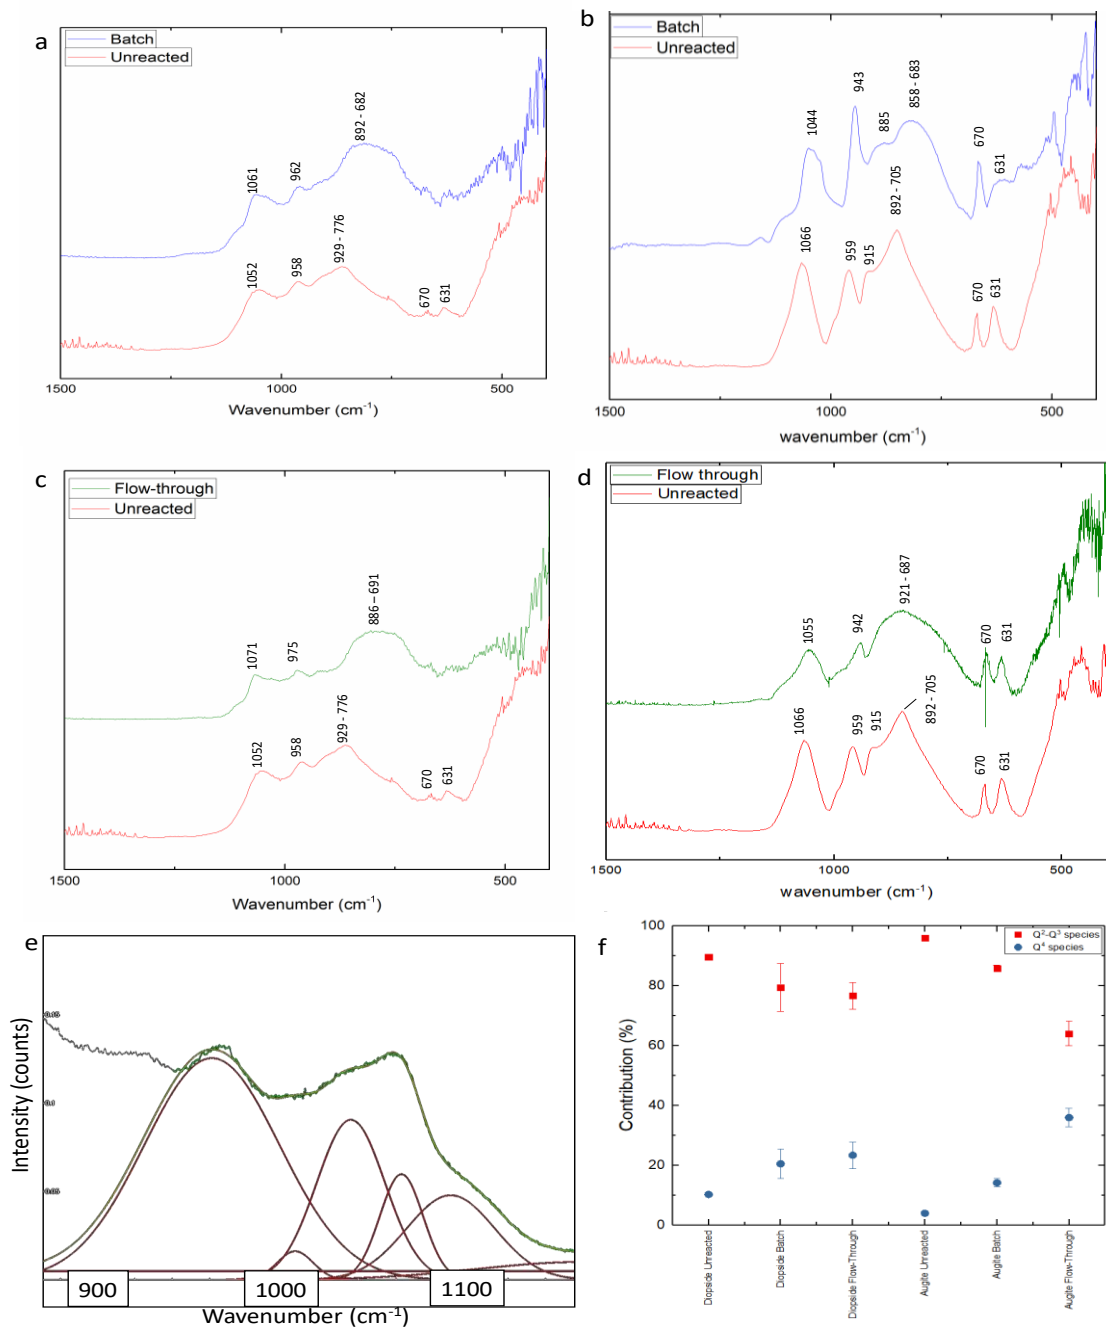 a
Batch
Unreacted
1061
962
892 - 682
1052
958
929 - 776
670
631
1500
1000
500
Wavenumber (cm-1)
b
Batch
Unreacted
1044
943
885
858 - 683
670
631
1066
959
915
892 - 705
670
631
1500
1000
500
wavenumber (cm-1)
c
Flow-through
Unreacted
1071
975
886 – 691
1052
958
929 - 776
670
631
1500
1000
500
Wavenumber (cm-1)
d
Flow through
Unreacted
1055
942
921 - 687
670
631
1066
959
915
892 - 705
670
631
1500
1000
500
wavenumber (cm-1)
e
Intensity (counts)
0.1
900
1000
1100
Wavenumber (cm-1)
f
Q2-Q3 species
Q4 species
Contribution (%)
100
80
60
40
20
0
Diopside Unreacted
Diopside Batch
Diopside Flow-Through
Augite Unreacted
Augite Batch
Augite Flow-Through